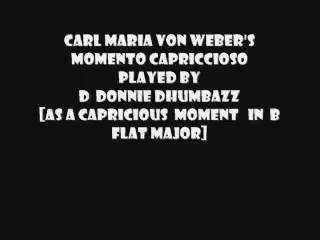 CARL MARIA VON WEBER'S
MOMENTO CAPRICCIOSO
PLAYED BY
D DONNIE DHUMBAZZ
[AS A CAPRICIOUS MOMENT IN B
FLAT MAJOR]